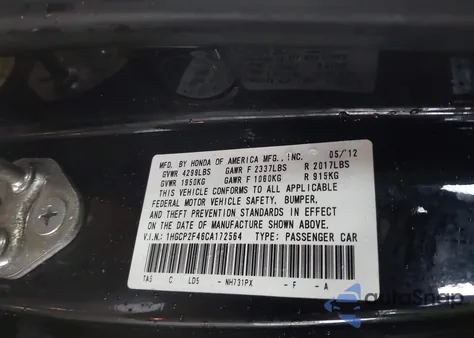 MFD. BY HONDA OF AMERICA MFG., INC. 05/12
GVWR 4299LBS GAWR F 2337LBS R 2017LBS
GVWR 1950KG GAWR F 1060KG R 915KG
THIS VEHICLE CONFORMS TO ALL APPLICABLE
FEDERAL MOTOR VEHICLE SAFETY, BUMPER,
AND THEFT PREVENTION STANDARDS IN EFFECT
ON THE DATE OF MANUFACTURE SHOWN ABOVE.
V.I.N.: 1HGCP2F46CA172564 TYPE: PASSENGER CAR
TA5 C LD5 - NH731PX - F - A
autoSnap